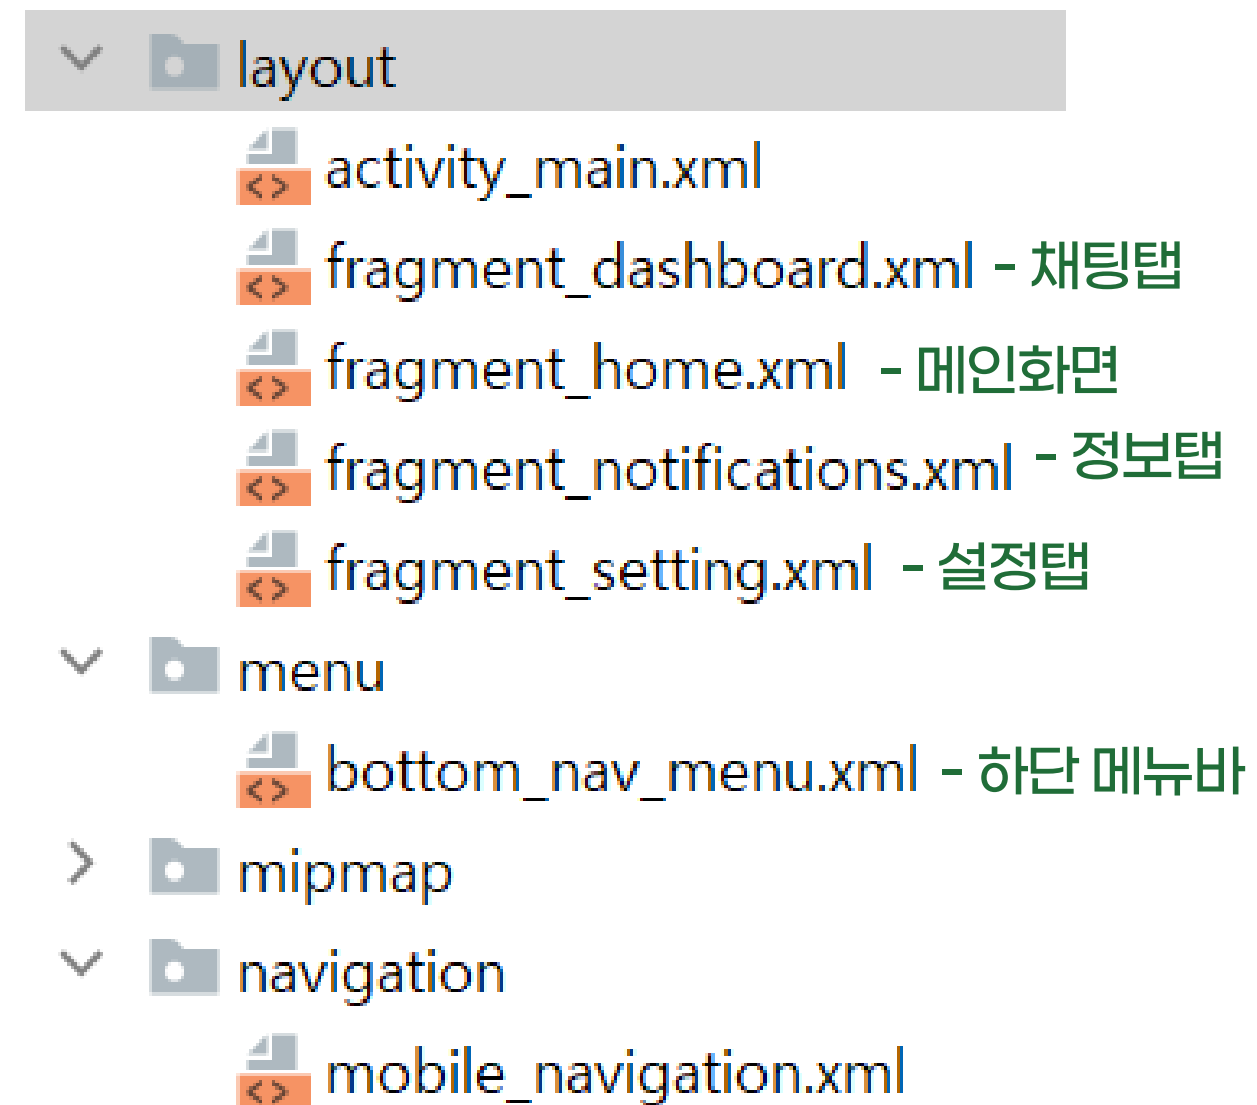 layout
activity_main.xml
fragment_dashboard.xml - 채팅탭
fragment_home.xml - 메인화면
fragment_notifications.xml - 정보탭
fragment_setting.xml - 설정탭
menu
bottom_nav_menu.xml - 하단 메뉴바
mipmap
navigation
mobile_navigation.xml